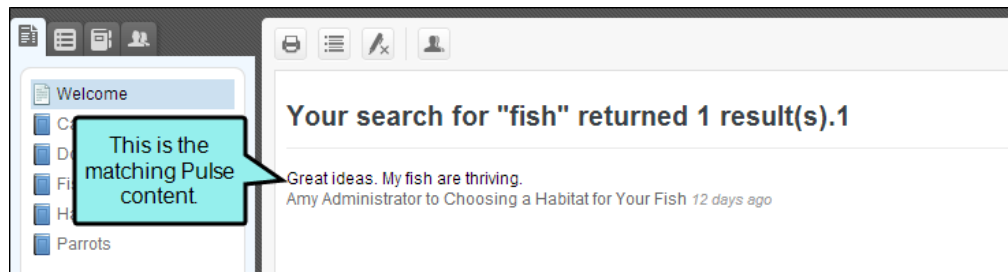 Welcome
Your search for "fish" returned 1 result(s).1
This is the
matching Pulse
content.
Great ideas. My fish are thriving.
Amy Administrator to Choosing a Habitat for Your Fish 12 days ago
Parrots